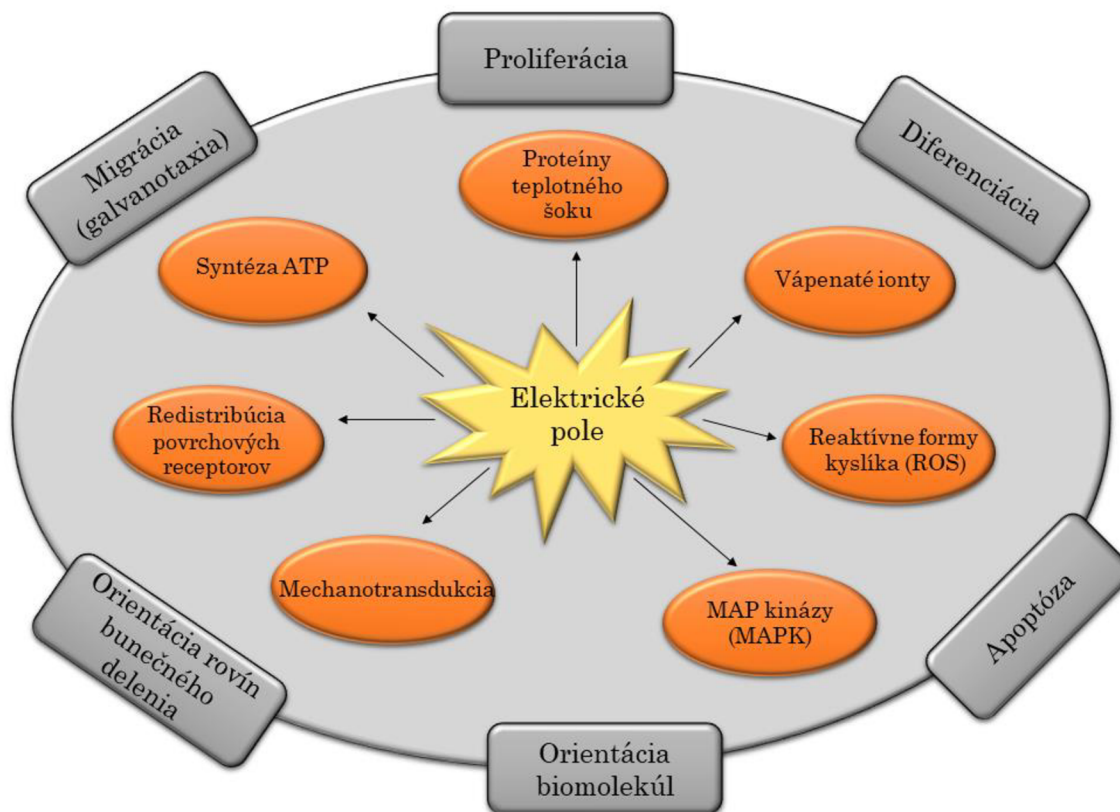 Proliferácia
Migrácia
(galvanotaxia)
Diferenciácia
Proteíny
teplotného
šoku
Syntéza ATP
Vápenaté ionty
Elektrické
pole
Redistribúcia
povrchových
receptorov
Reaktívne formy
kyslíka (ROS)
Mechanotransdukcia
MAP kinázy
(MAPK)
Orientácia rovín
bunečného
delenia
Apoptóza
Orientácia
biomolekúl